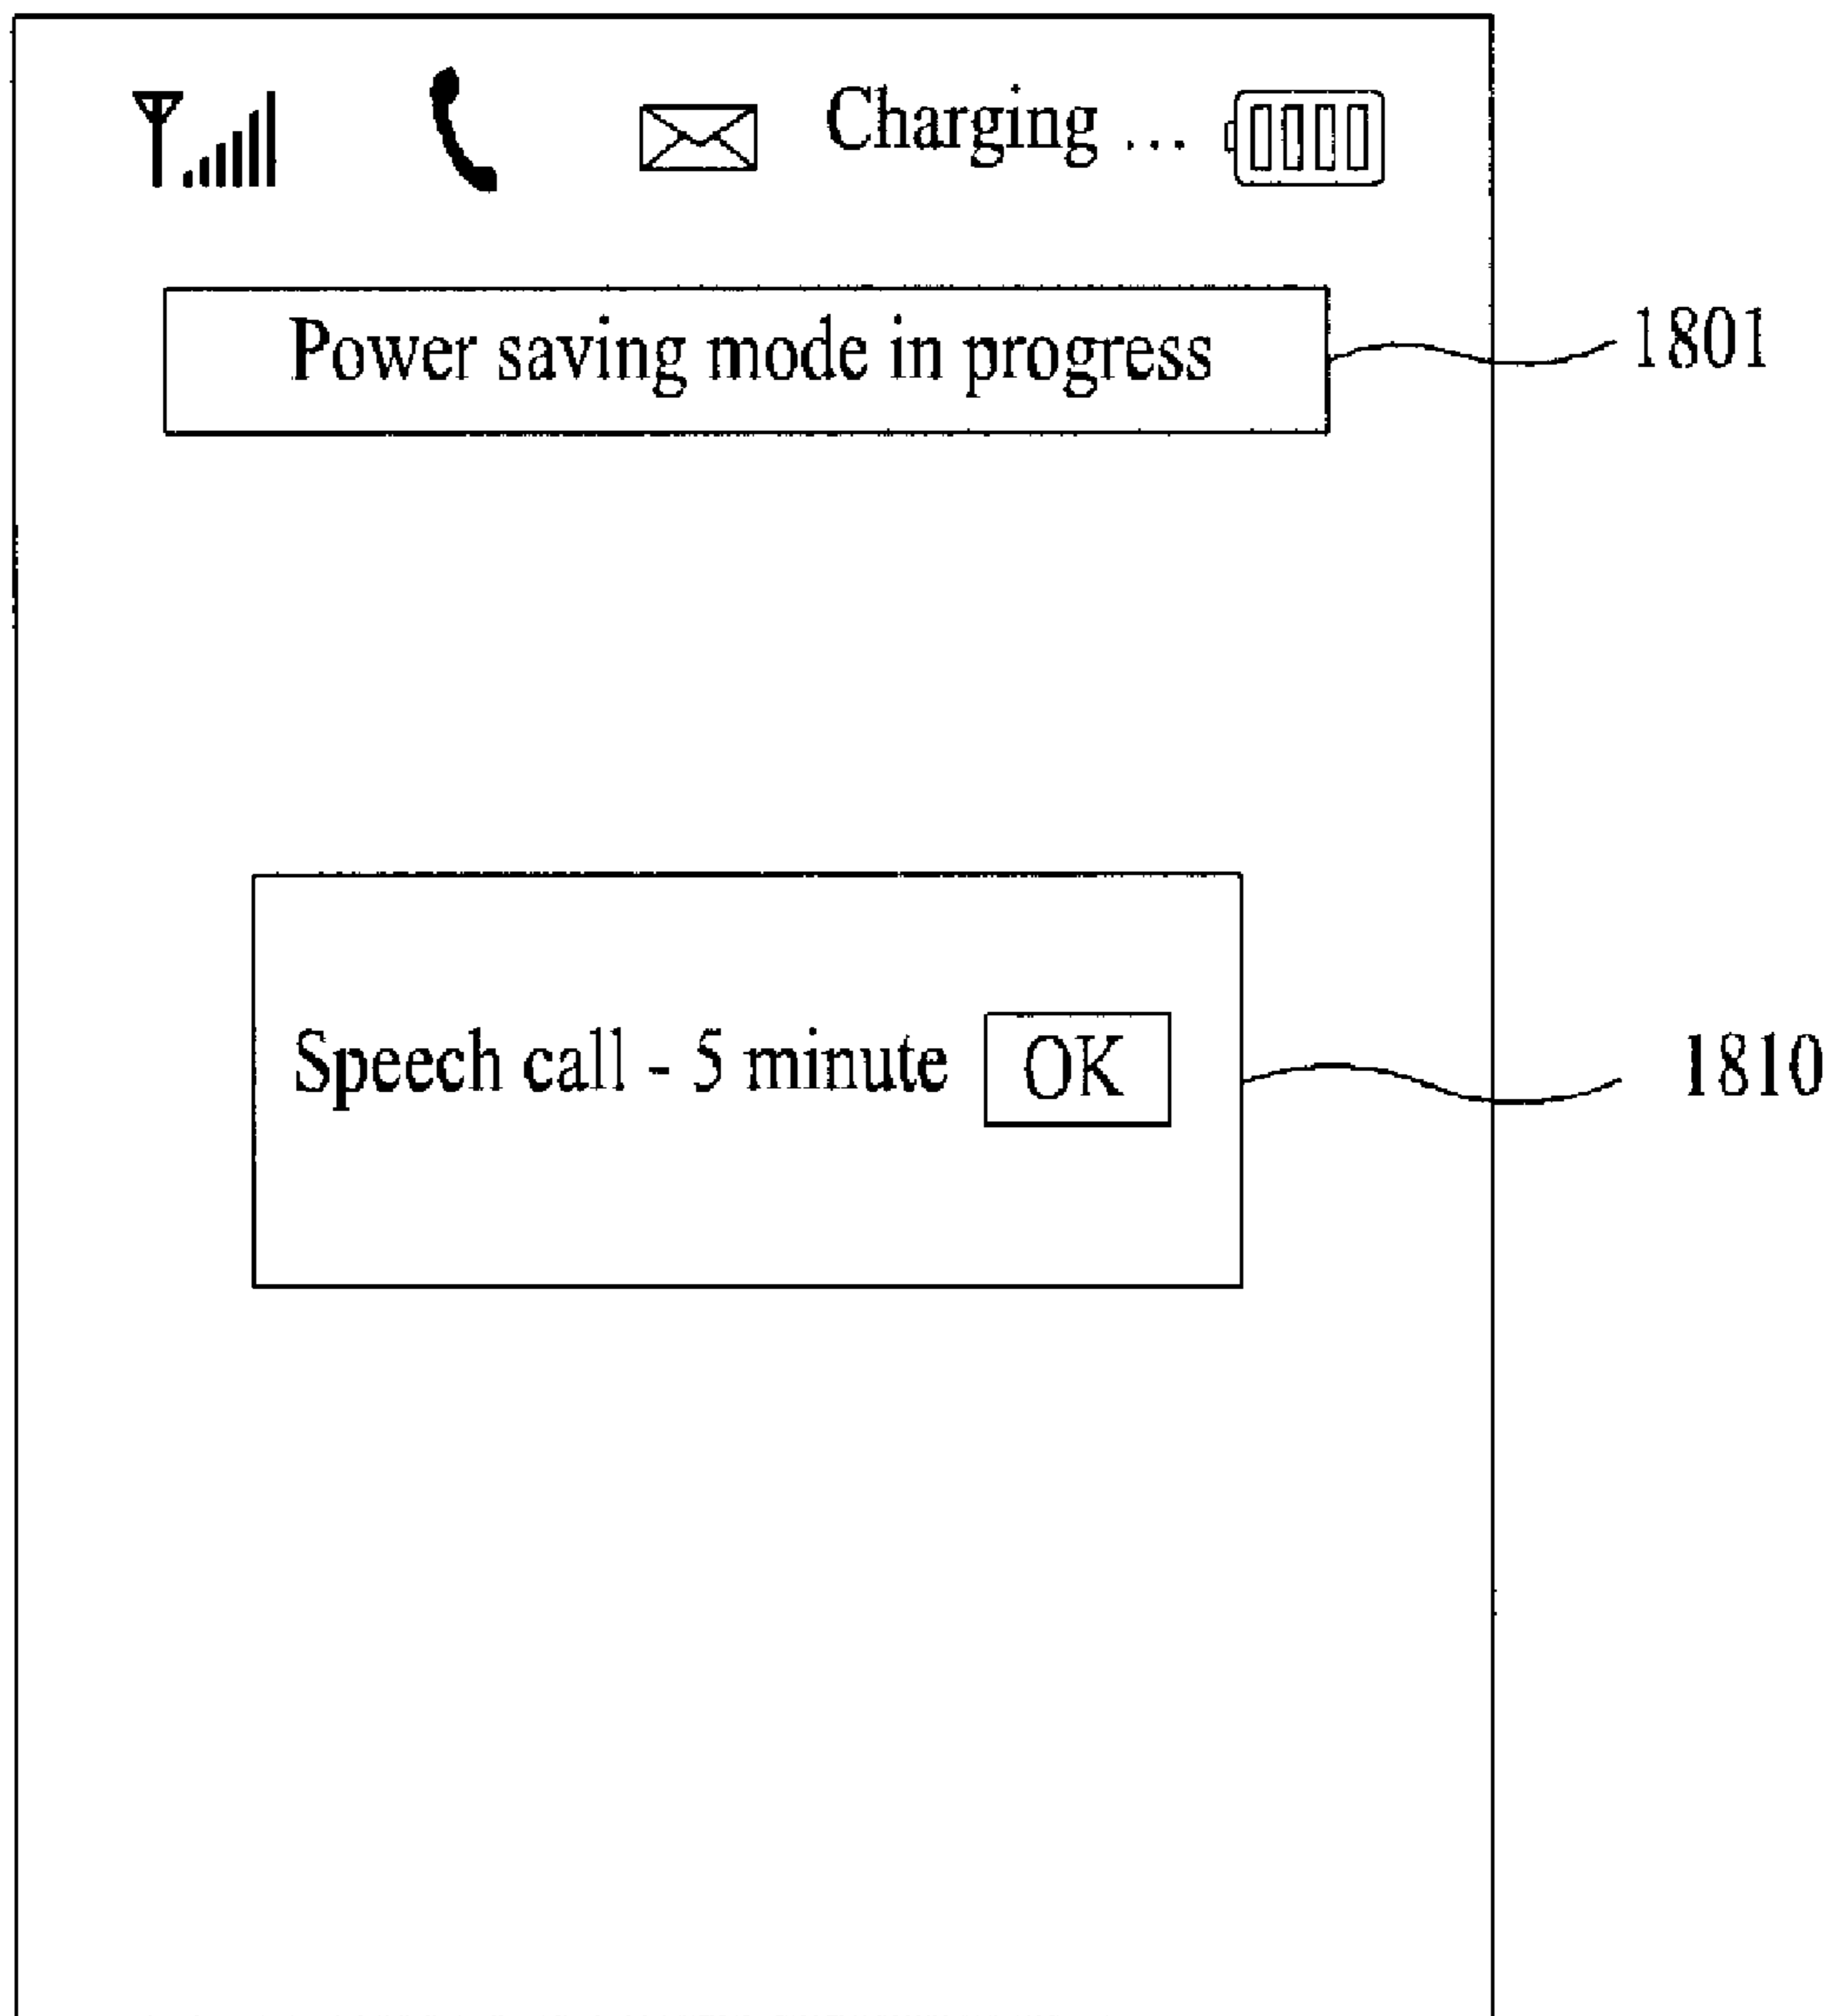 Charging ...
Power saving mode in progress
1801
Speech call - 5 minute OK
1810